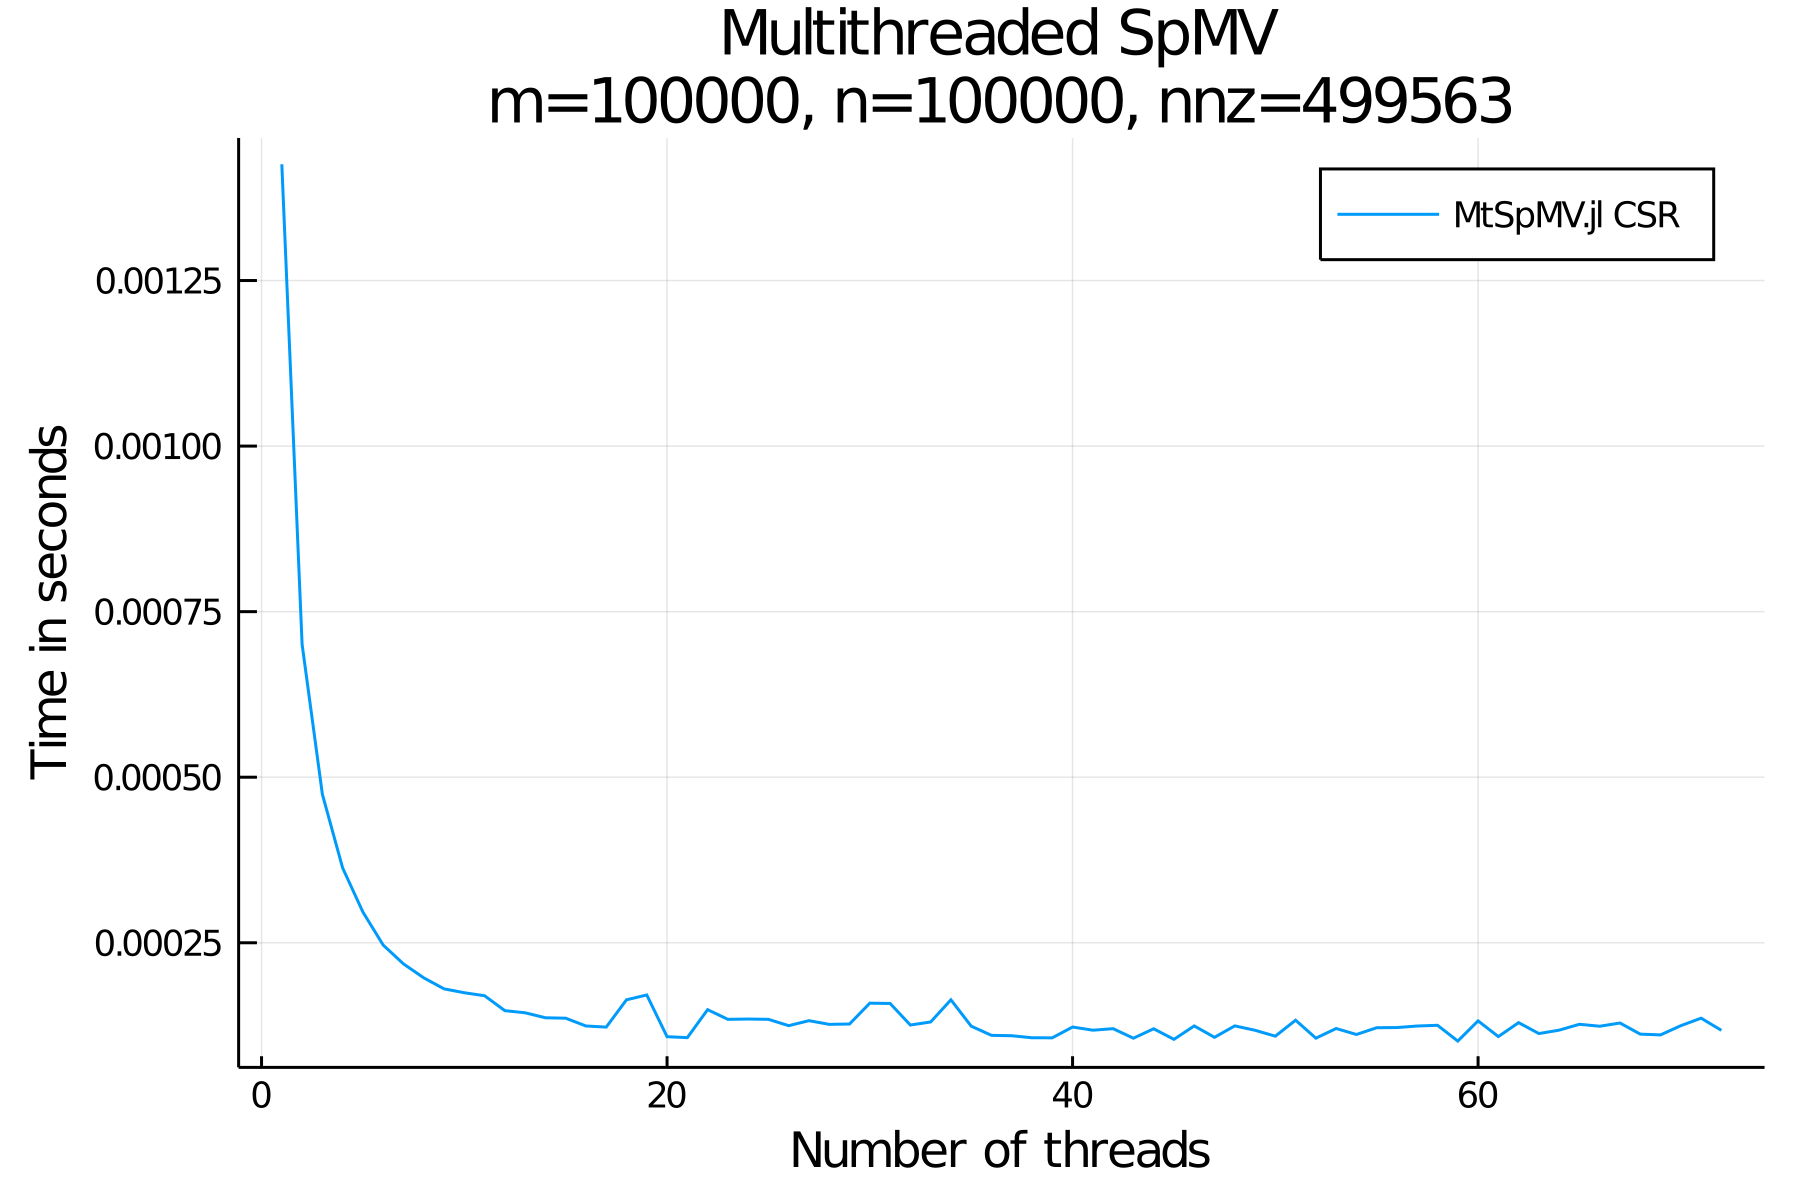 Multithreaded SpMV
m=100000, n=100000, nnz=499563
MtSpMV.jl CSR
Time in seconds
0.00125
0.00100
0.00075
0.00050
0.00025
0 20 40 60
Number of threads